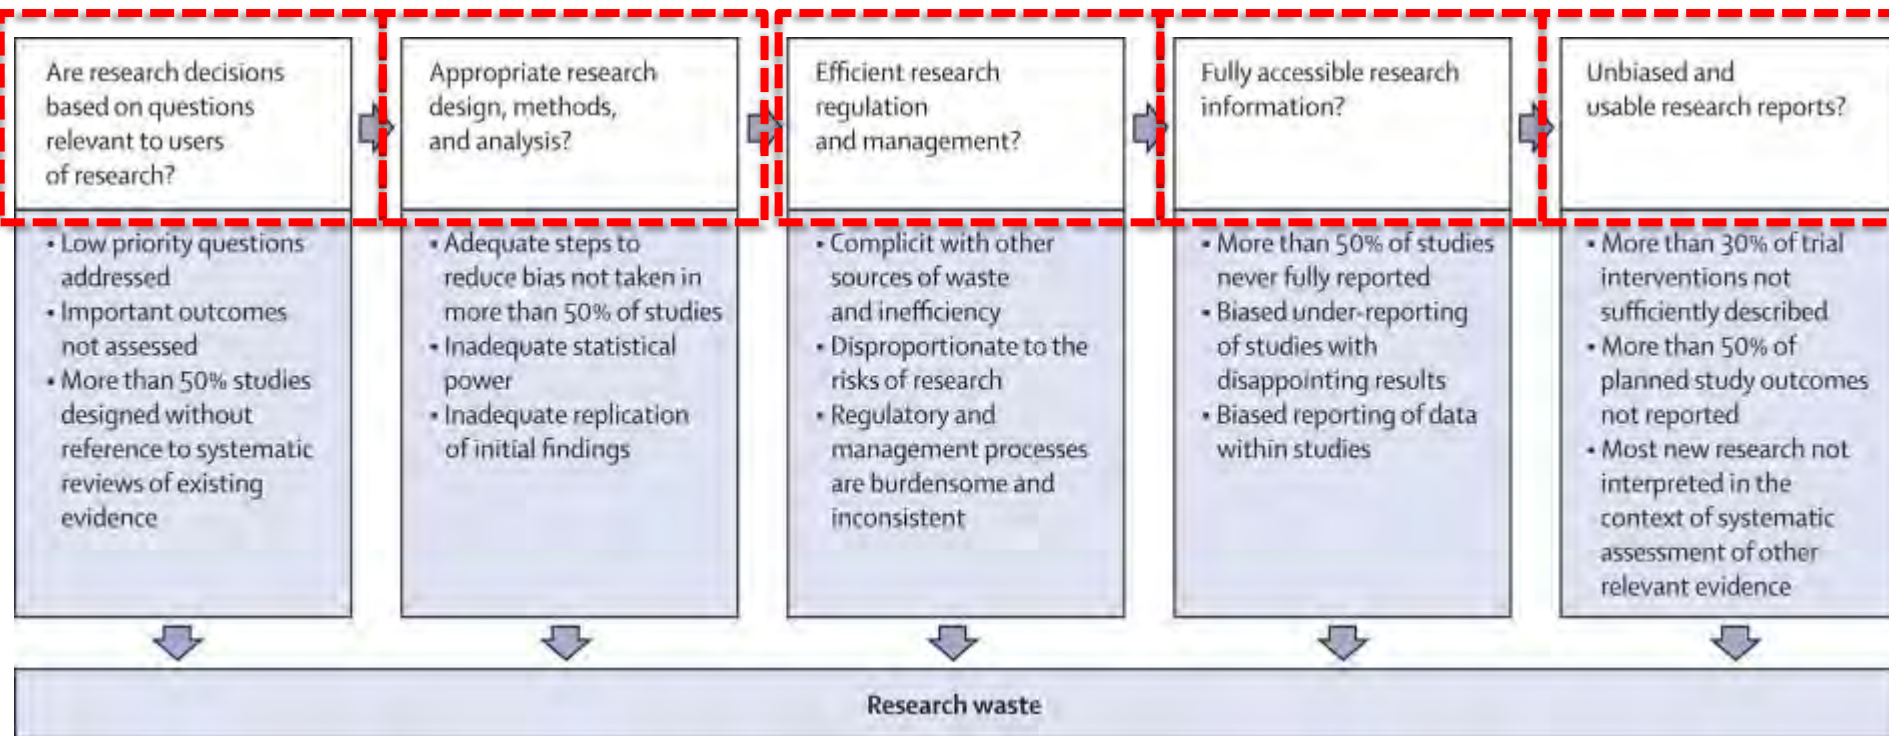 Are research decisions
based on questions
relevant to users
of research?
• Low priority questions
addressed
• Important outcomes
not assessed
• More than 50% studies
designed without
reference to systematic
reviews of existing
evidence
Appropriate research
design, methods,
and analysis?
• Adequate steps to
reduce bias not taken in
more than 50% of studies
• Inadequate statistical
power
• Inadequate replication
of initial findings
Efficient research
regulation
and management?
• Complicit with other
sources of waste
and inefficiency
• Disproportionate to the
risks of research
• Regulatory and
management processes
are burdensome and
inconsistent
Fully accessible research
information?
• More than 50% of studies
never fully reported
• Biased under-reporting
of studies with
disappointing results
• Biased reporting of data
within studies
Unbiased and
usable research reports?
• More than 30% of trial
interventions not
sufficiently described
• More than 50% of
planned study outcomes
not reported
• Most new research not
interpreted in the
context of systematic
assessment of other
relevant evidence
Research waste